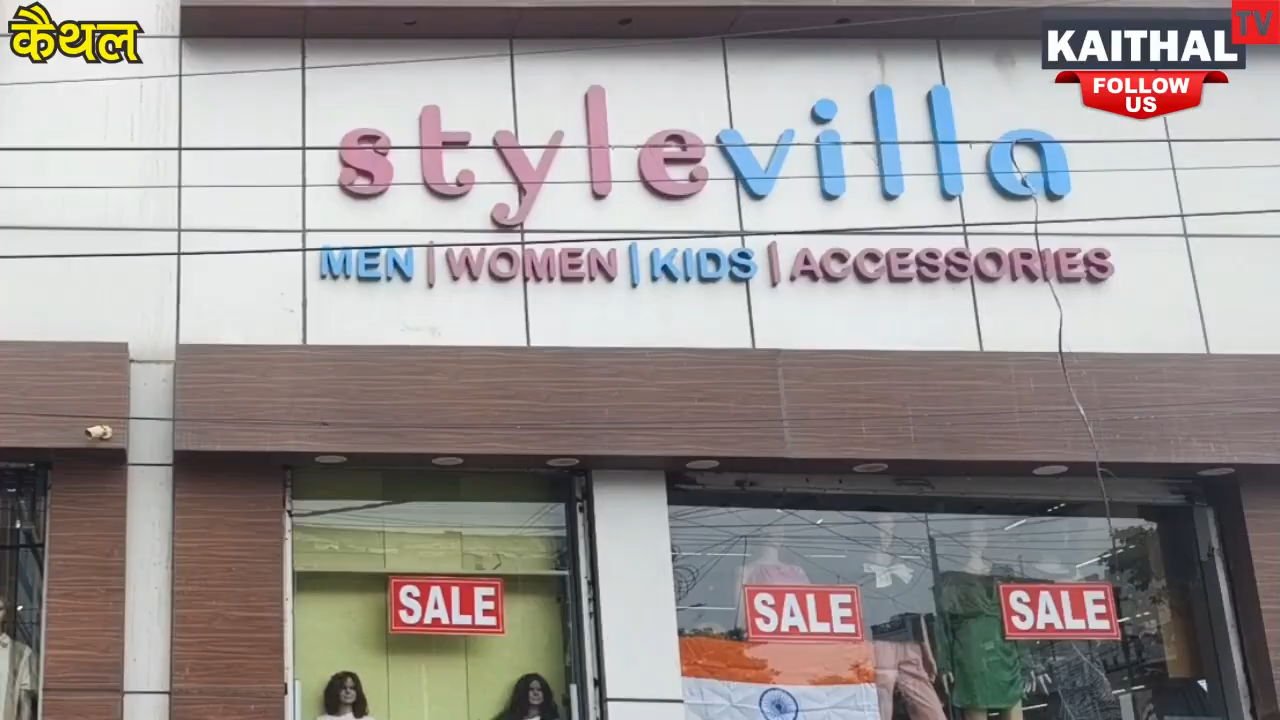 कैथल
KAITHAL TV
FOLLOW
US
stylevilla
MEN | WOMEN | KIDS | ACCESSORIES
SALE
SALE
SALE